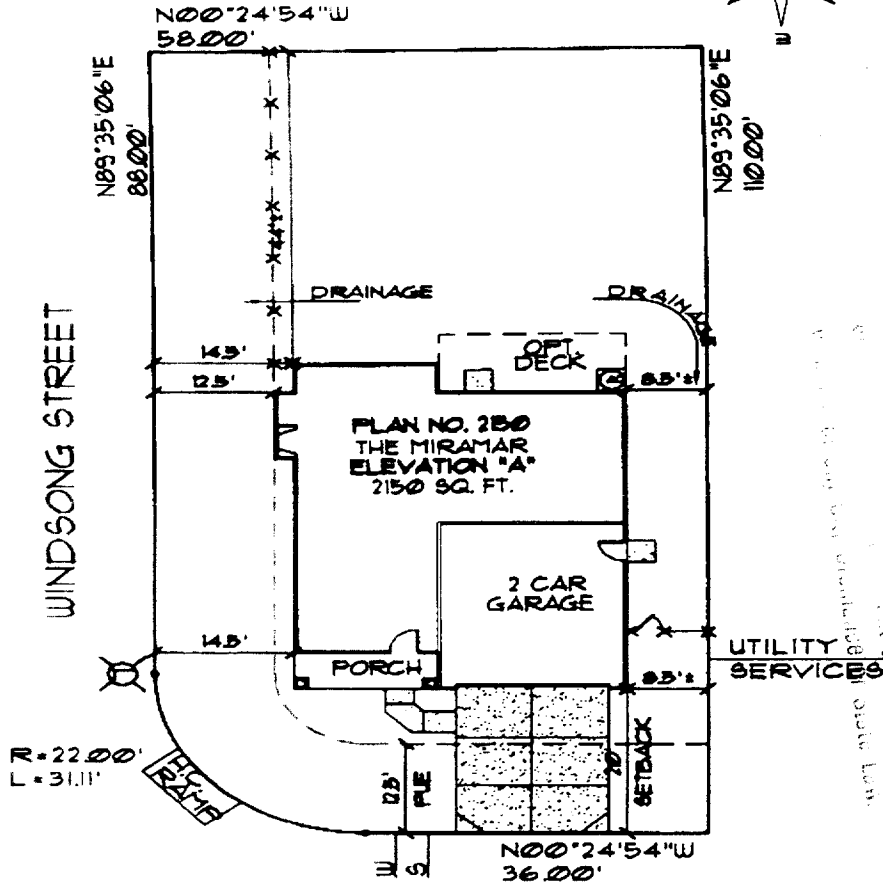 N00°24'54"W
58.00'
N89°35'06"E
88.00'
N89°35'06"E
110.00'
44'±
DRAINAGE
DRAINAGE
OPT.
DECK
14.5'
12.5'
8.5'±
PLAN NO. 2150
THE MIRAMAR
ELEVATION "A"
2150 SQ. FT.
WINDSONG STREET
2 CAR
GARAGE
14.5'
PORCH
UTILITY
SERVICES
8.5'±
R=22.00'
L=31.11'
H.C.
RAMP
12.5'
PUE
20'
SETBACK
W
S
N00°24'54"W
36.00'